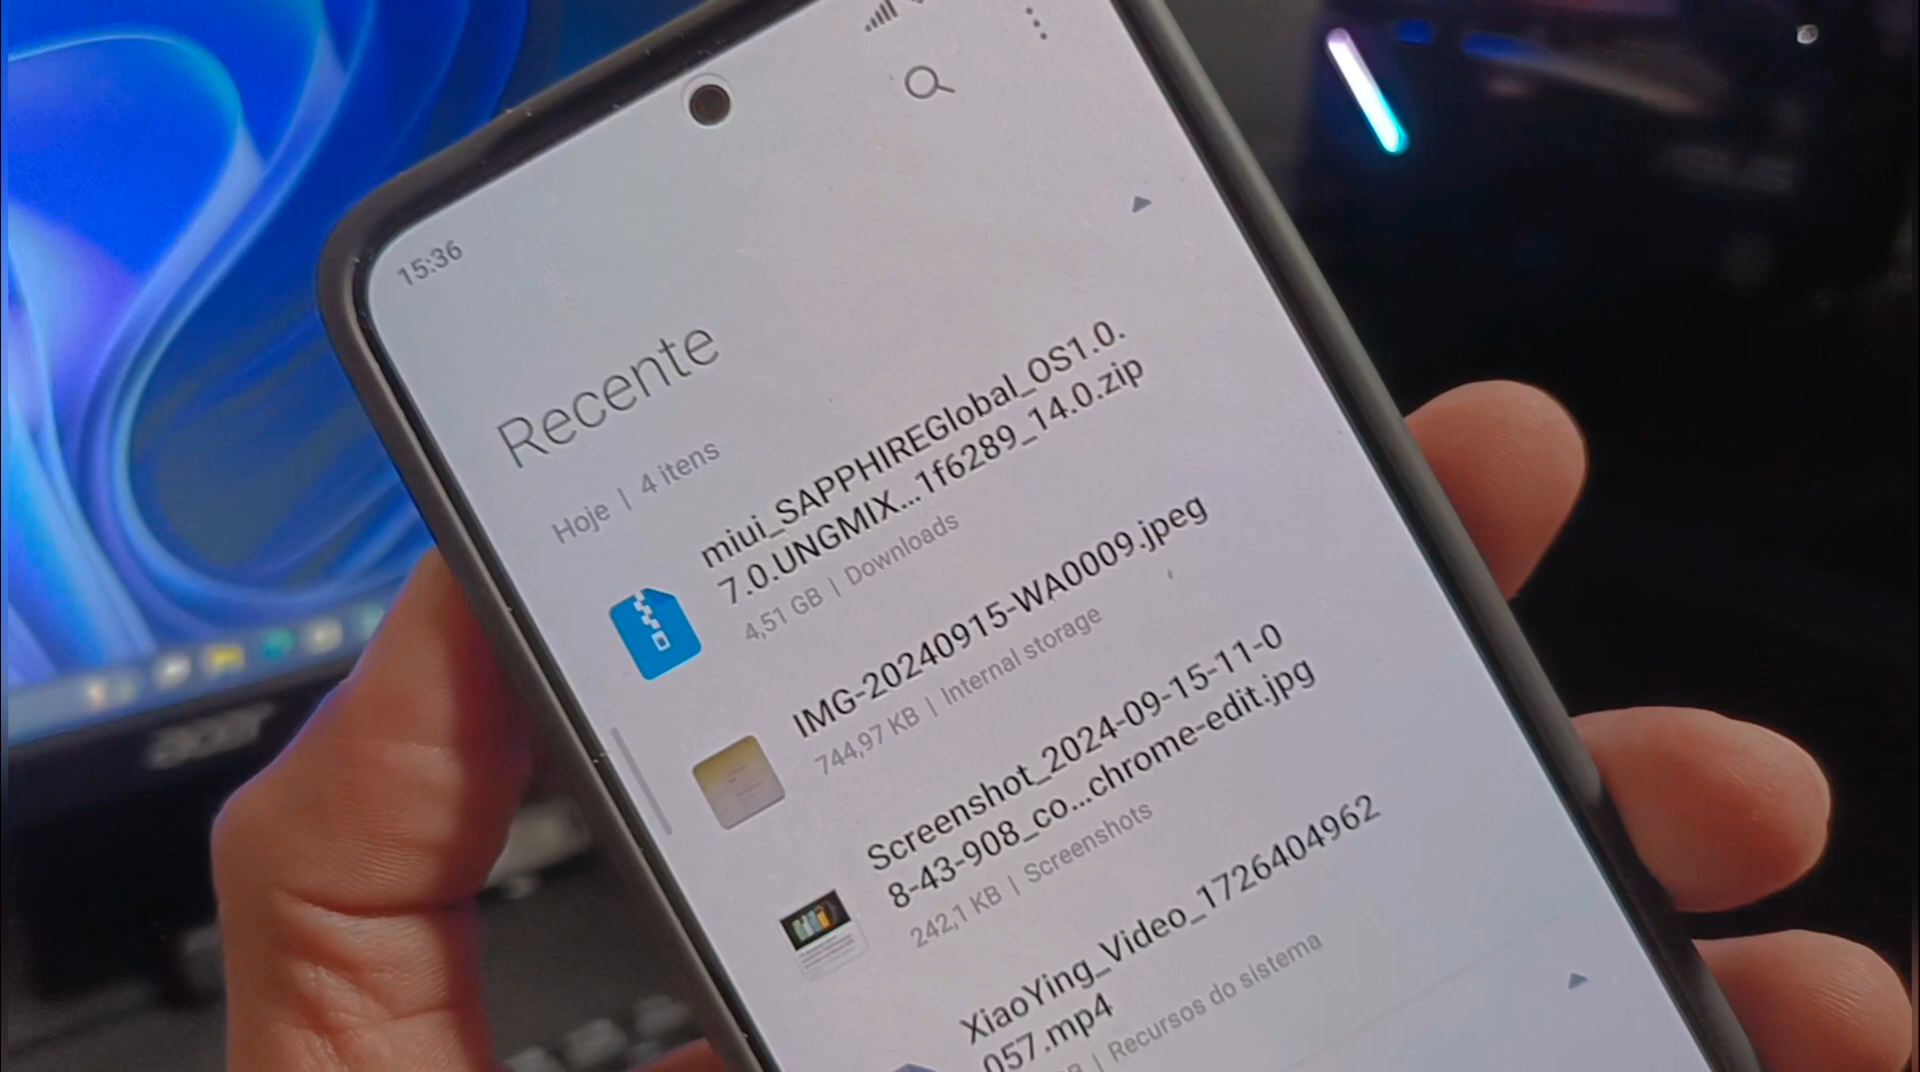 15:36
Recente
Hoje | 4 itens
miui_SAPPHIREGlobal_OS1.0.
7.0.UNGMIX...1f6289_14.0.zip
4,51 GB | Downloads
IMG-20240915-WA0009.jpeg
744,97 KB | Internal storage
Screenshot_2024-09-15-11-0
8-43-908_co...chrome-edit.jpg
242,1 KB | Screenshots
XiaoYing_Video_1726404962
057.mp4
| Recursos do sistema
acer